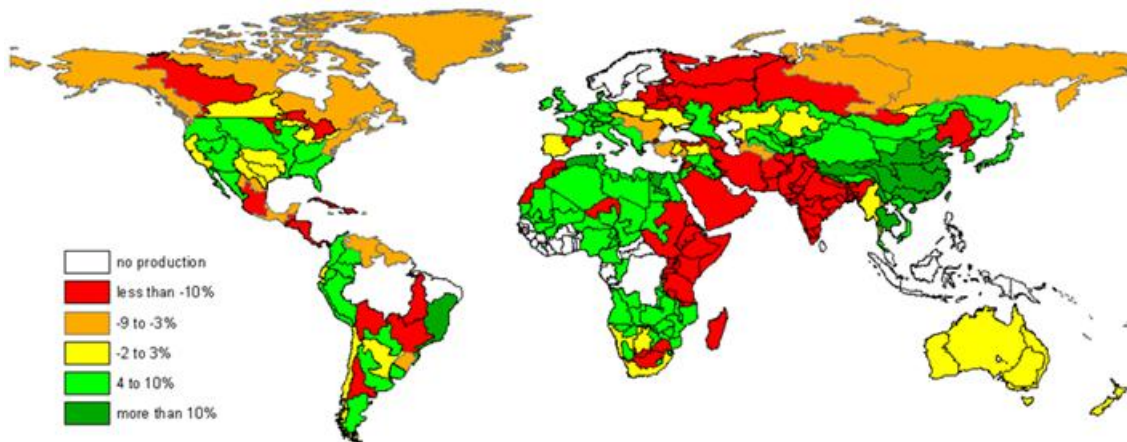 no production
less than -10%
-9 to -3%
-2 to 3%
4 to 10%
more than 10%